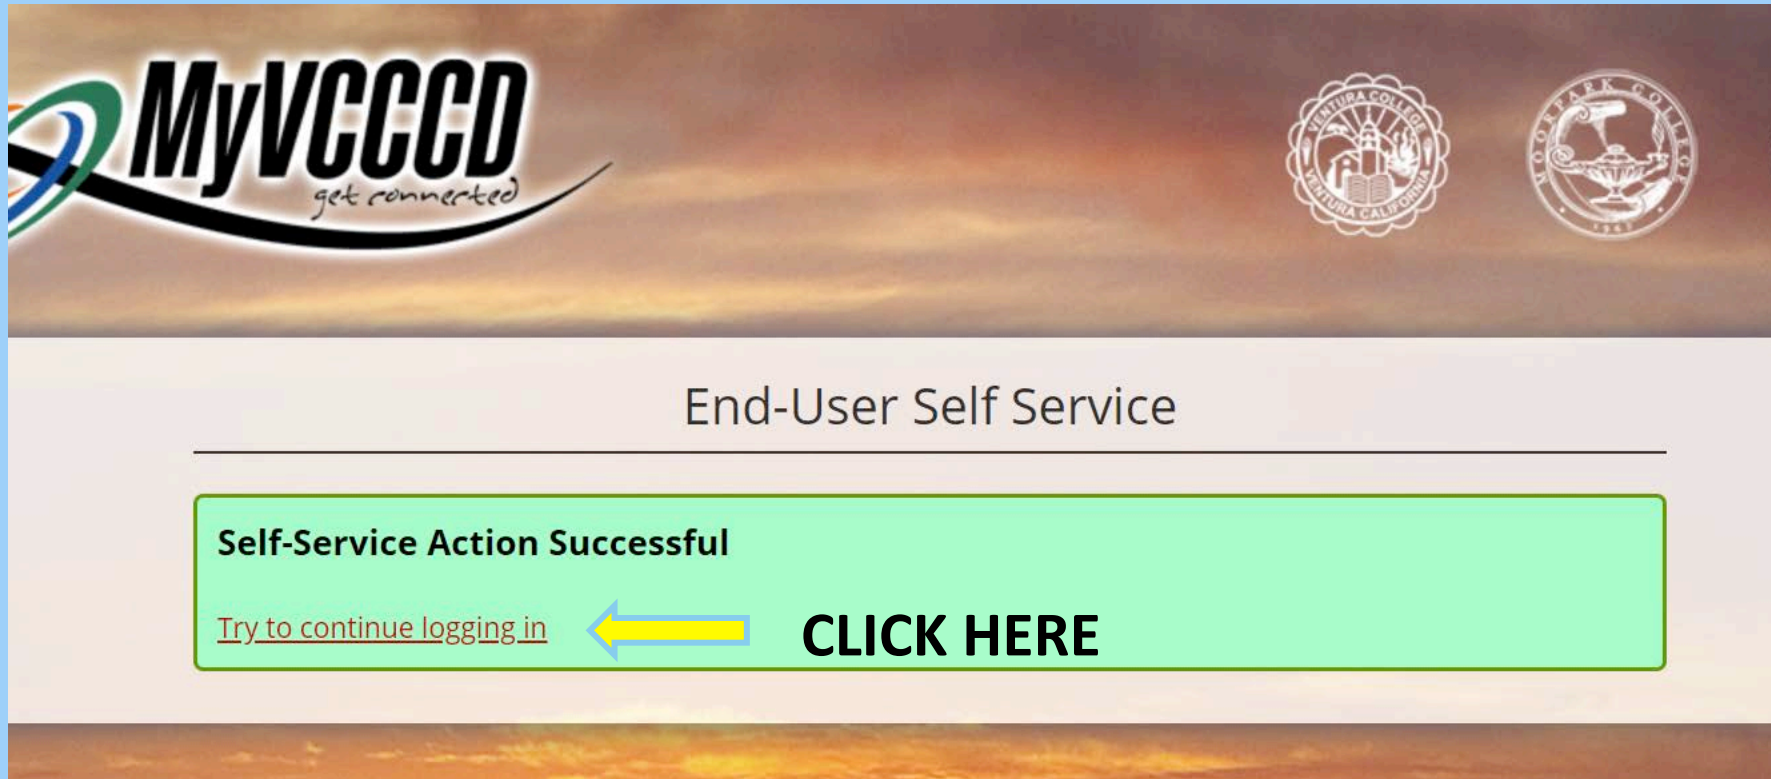 MyVCCCD
get connected
VENTURA COLLEGE
VENTURA CALIFORNIA
MOORPARK COLLEGE
1967
End-User Self Service
Self-Service Action Successful
Try to continue logging in
CLICK HERE